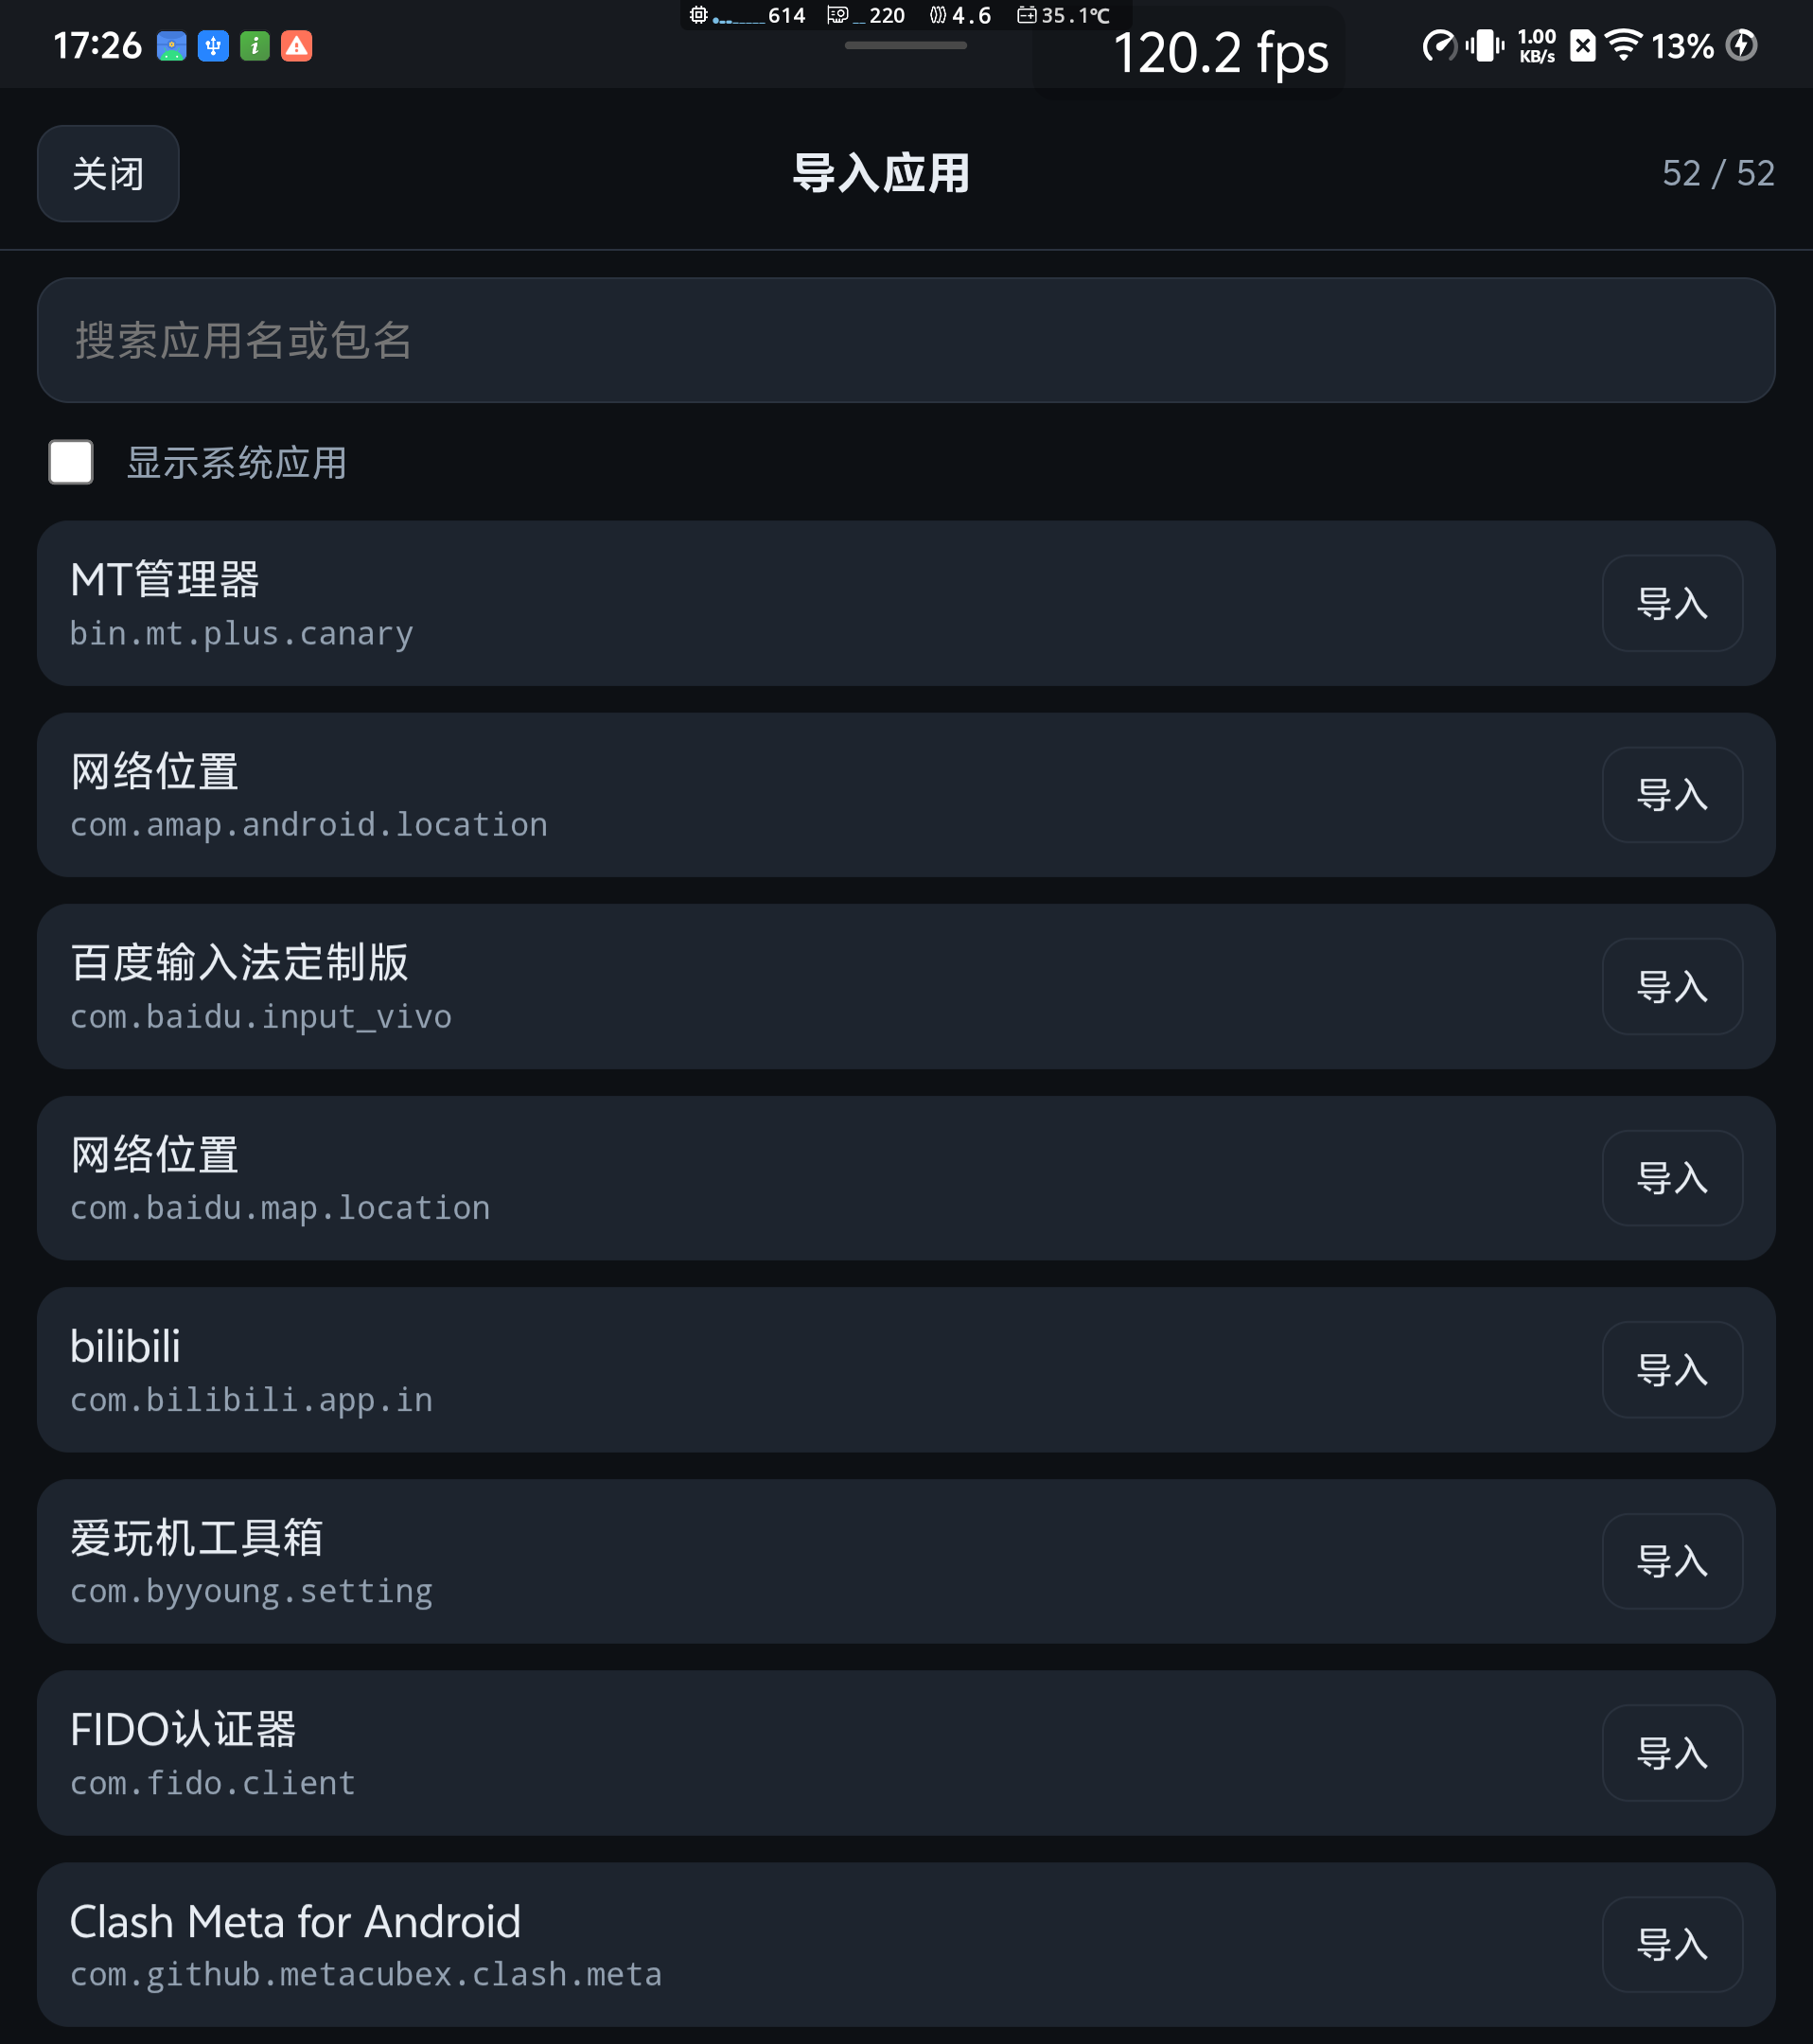 614 220 4.6 35.1℃
17:26 120.2 fps 1.00 KB/s 13%
关闭 导入应用 52 / 52
搜索应用名或包名
显示系统应用
MT管理器
bin.mt.plus.canary
导入
网络位置
com.amap.android.location
导入
百度输入法定制版
com.baidu.input_vivo
导入
网络位置
com.baidu.map.location
导入
bilibili
com.bilibili.app.in
导入
爱玩机工具箱
com.byyoung.setting
导入
FIDO认证器
com.fido.client
导入
Clash Meta for Android
com.github.metacubex.clash.meta
导入